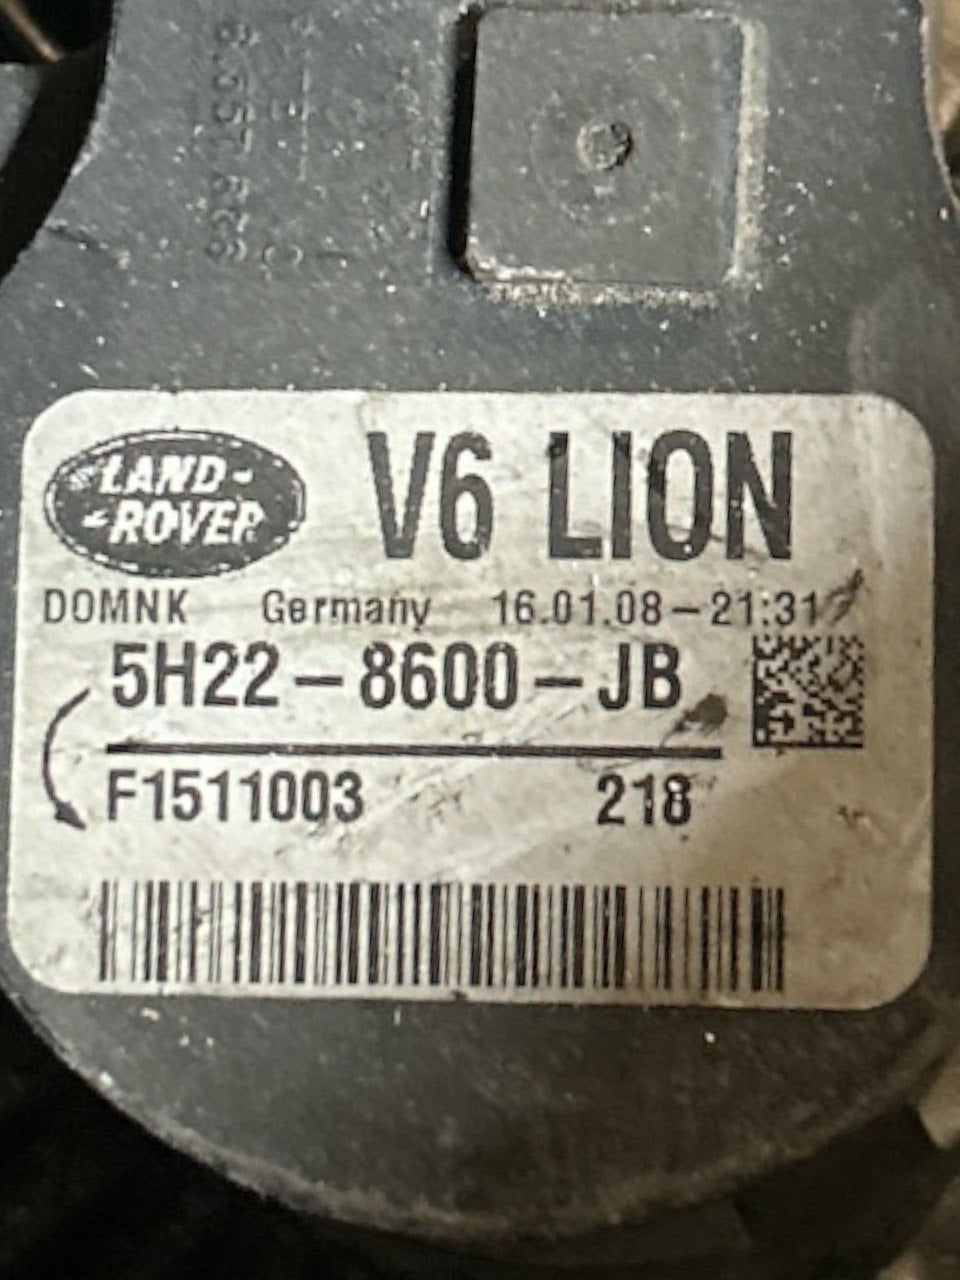 LAND-
-ROVER
V6 LION
DOMNK Germany 16.01.08-21:31
5H22-8600-JB
F1511003 218